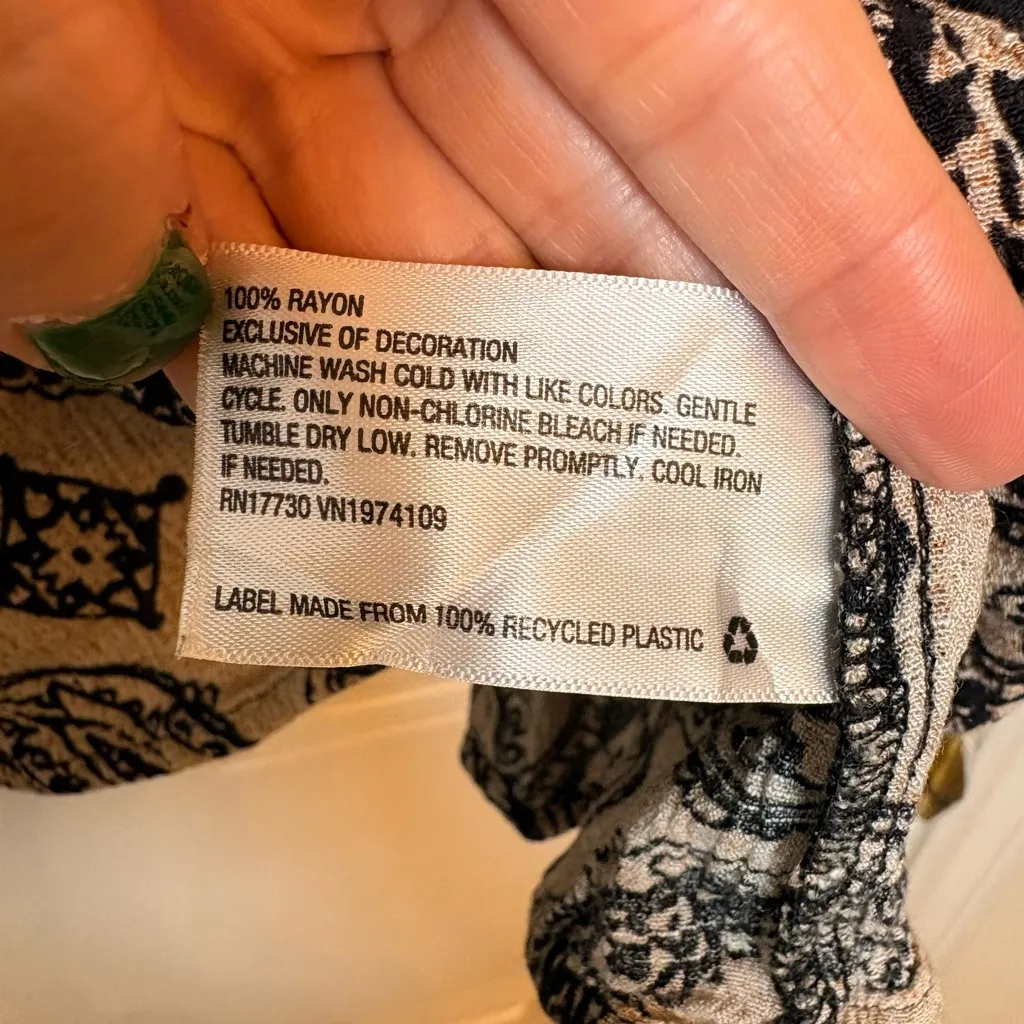 100% RAYON
EXCLUSIVE OF DECORATION
MACHINE WASH COLD WITH LIKE COLORS. GENTLE
CYCLE. ONLY NON-CHLORINE BLEACH IF NEEDED.
TUMBLE DRY LOW. REMOVE PROMPTLY. COOL IRON
IF NEEDED.
RN17730 VN1974109
LABEL MADE FROM 100% RECYCLED PLASTIC